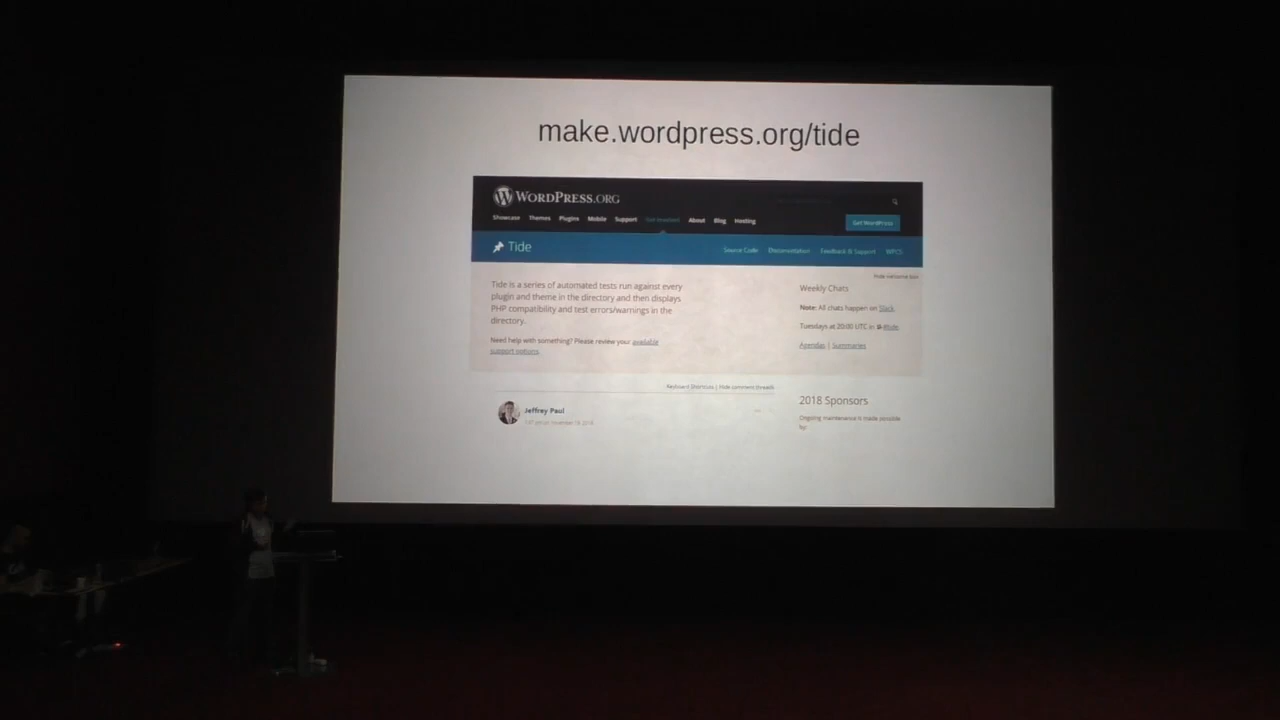 make.wordpress.org/tide
WORDPRESS.ORG
Showcase Themes Plugins Mobile Support Get Involved About Blog Hosting
Get WordPress
Tide
Source Code Documentation Feedback & Support WPCS
Hide welcome box
Tide is a series of automated tests run against every
plugin and theme in the directory and then displays
PHP compatibility and test errors/warnings in the
directory.
Need help with something? Please review your available
support options.
Weekly Chats
Note: All chats happen on Slack.
Tuesdays at 20:00 UTC in #tide
Agendas | Summaries
Keyboard Shortcuts | Hide comment threads
Jeffrey Paul
2018 Sponsors
Ongoing maintenance is made possible
by: